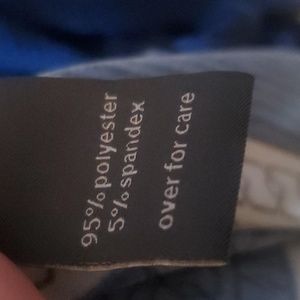 95% polyester
5% spandex
over for care